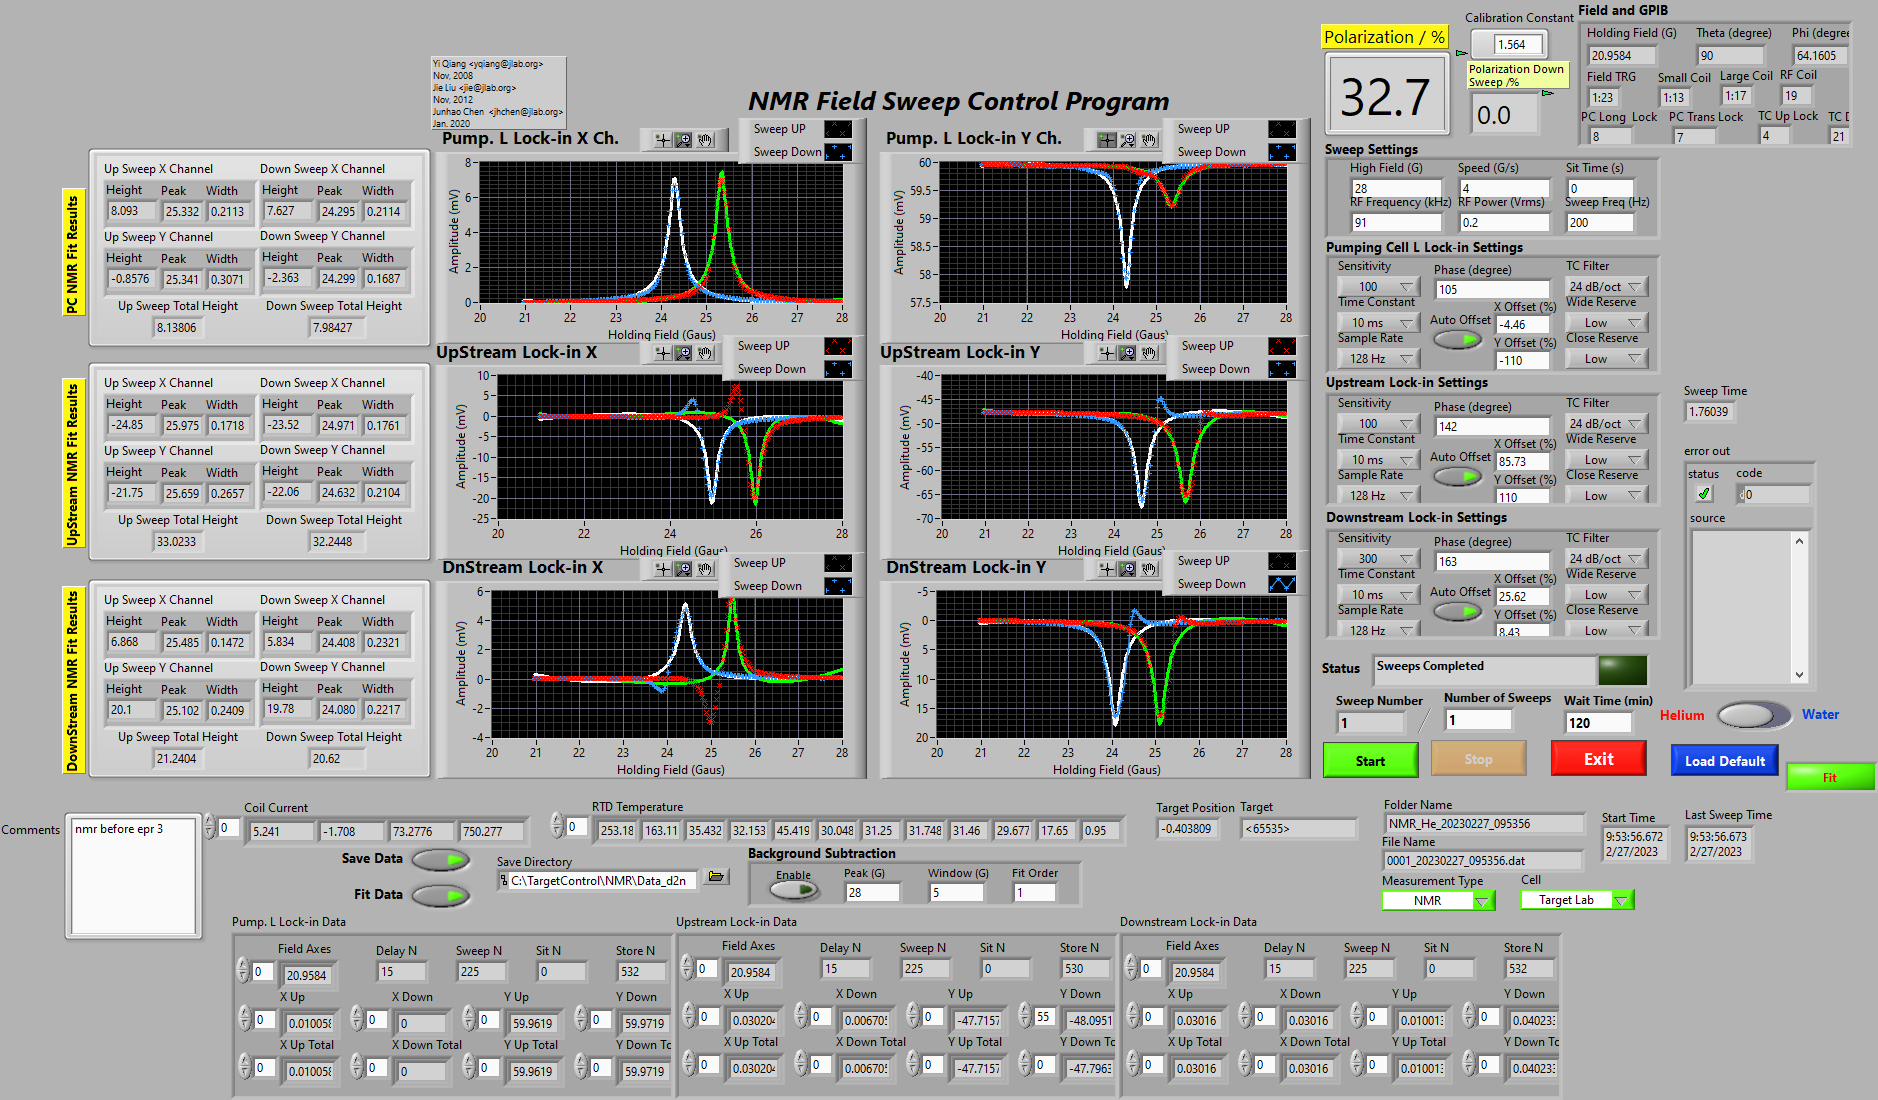 Yi Qiang <yqiang@jlab.org>
Nov, 2008
Jie Liu <jie@jlab.org>
Nov, 2012
Junhao Chen <jhchen@jlab.org>
Jan. 2020
NMR Field Sweep Control Program
Polarization / %
32.7
Calibration Constant
1.564
Polarization Down
Sweep /%
0.0
Field and GPIB
Holding Field (G) Theta (degree) Phi (degree
20.9584 90 64.1605
Field TRG Small Coil Large Coil RF Coil
1:23 1:13 1:17 19
PC Long Lock PC Trans Lock TC Up Lock TC D
8 7 4 21
PC NMR Fit Results
Up Sweep X Channel Down Sweep X Channel
Height Peak Width Height Peak Width
8.093 25.332 0.2113 7.627 24.295 0.2114
Up Sweep Y Channel Down Sweep Y Channel
Height Peak Width Height Peak Width
-0.8576 25.341 0.3071 -2.363 24.299 0.1687
Up Sweep Total Height Down Sweep Total Height
8.13806 7.98427
UpStream NMR Fit Results
Up Sweep X Channel Down Sweep X Channel
Height Peak Width Height Peak Width
-24.85 25.975 0.1718 -23.52 24.971 0.1761
Up Sweep Y Channel Down Sweep Y Channel
Height Peak Width Height Peak Width
-21.75 25.659 0.2657 -22.06 24.632 0.2104
Up Sweep Total Height Down Sweep Total Height
33.0233 32.2448
DownStream NMR Fit Results
Up Sweep X Channel Down Sweep X Channel
Height Peak Width Height Peak Width
6.868 25.485 0.1472 5.834 24.408 0.2321
Up Sweep Y Channel Down Sweep Y Channel
Height Peak Width Height Peak Width
20.1 25.102 0.2409 19.78 24.080 0.2217
Up Sweep Total Height Down Sweep Total Height
21.2404 20.62
Pump. L Lock-in X Ch.
Sweep UP
Sweep Down
Amplitude (mV)
8
6
4
2
0
20 21 22 23 24 25 26 27 28
Holding Field (Gaus)
Pump. L Lock-in Y Ch.
Sweep UP
Sweep Down
Amplitude (mV)
60
59.5
59
58.5
58
57.5
20 21 22 23 24 25 26 27 28
Holding Field (Gaus)
UpStream Lock-in X
Sweep UP
Sweep Down
Amplitude (mV)
10
5
0
-5
-10
-15
-20
-25
20 22 24 26 28
Holding Field (Gaus)
UpStream Lock-in Y
Sweep UP
Sweep Down
Amplitude (mV)
-40
-45
-50
-55
-60
-65
-70
20 21 22 23 24 25 26 27 28
Holding Field (Gaus)
DnStream Lock-in X
Sweep UP
Sweep Down
Amplitude (mV)
6
4
2
0
-2
-4
20 21 22 23 24 25 26 27 28
Holding Field (Gaus)
DnStream Lock-in Y
Sweep UP
Sweep Down
Amplitude (mV)
-5
0
5
10
15
20
20 21 22 23 24 25 26 27 28
Holding Field (Gaus)
Sweep Settings
High Field (G) Speed (G/s) Sit Time (s)
28 4 0
RF Frequency (kHz) RF Power (Vrms) Sweep Freq (Hz)
91 0.2 200
Pumping Cell L Lock-in Settings
Sensitivity Phase (degree) TC Filter
100 105 24 dB/oct
Time Constant X Offset (%) Wide Reserve
10 ms Auto Offset -4.46 Low
Sample Rate Y Offset (%) Close Reserve
128 Hz -110 Low
Upstream Lock-in Settings
Sensitivity Phase (degree) TC Filter
100 142 24 dB/oct
Time Constant X Offset (%) Wide Reserve
10 ms Auto Offset 85.73 Low
Sample Rate Y Offset (%) Close Reserve
128 Hz 110 Low
Downstream Lock-in Settings
Sensitivity Phase (degree) TC Filter
300 163 24 dB/oct
Time Constant X Offset (%) Wide Reserve
10 ms Auto Offset 25.62 Low
Sample Rate Y Offset (%) Close Reserve
128 Hz 8.43 Low
Sweep Time
1.76039
error out
status code
0
source
Status Sweeps Completed
Sweep Number Number of Sweeps Wait Time (min)
1 / 1 120
Helium Water
Start Stop Exit Load Default Fit
Comments
nmr before epr 3
Coil Current
0 5.241 -1.708 73.2776 750.277
RTD Temperature
0 253.18 163.11 35.432 32.153 45.419 30.048 31.25 31.748 31.46 29.677 17.65 0.95
Target Position Target
-0.403809 <65535>
Save Data
Fit Data
Save Directory
C:\TargetControl\NMR\Data_d2n
Background Subtraction
Enable Peak (G) Window (G) Fit Order
28 5 1
Folder Name
NMR_He_20230227_095356
File Name
0001_20230227_095356.dat
Measurement Type Cell
NMR Target Lab
Start Time Last Sweep Time
9:53:56.672 9:53:56.673
2/27/2023 2/27/2023
Pump. L Lock-in Data
Field Axes Delay N Sweep N Sit N Store N
0 20.9584 15 225 0 532
X Up X Down Y Up Y Down
0 0.010058 0 0 0 59.9619 0 59.9719
X Up Total X Down Total Y Up Total Y Down To
0 0.010058 0 0 0 59.9619 0 59.9719
Upstream Lock-in Data
Field Axes Delay N Sweep N Sit N Store N
0 20.9584 15 225 0 530
X Up X Down Y Up Y Down
0 0.030204 0 0.006705 0 -47.7157 55 -48.0951
X Up Total X Down Total Y Up Total Y Down To
0 0.030204 0 0.006705 0 -47.7157 0 -47.7963
Downstream Lock-in Data
Field Axes Delay N Sweep N Sit N Store N
0 20.9584 15 225 0 532
X Up X Down Y Up Y Down
0 0.03016 0 0.03016 0 0.010013 0 0.040233
X Up Total X Down Total Y Up Total Y Down To
0 0.03016 0 0.03016 0 0.010013 0 0.040233